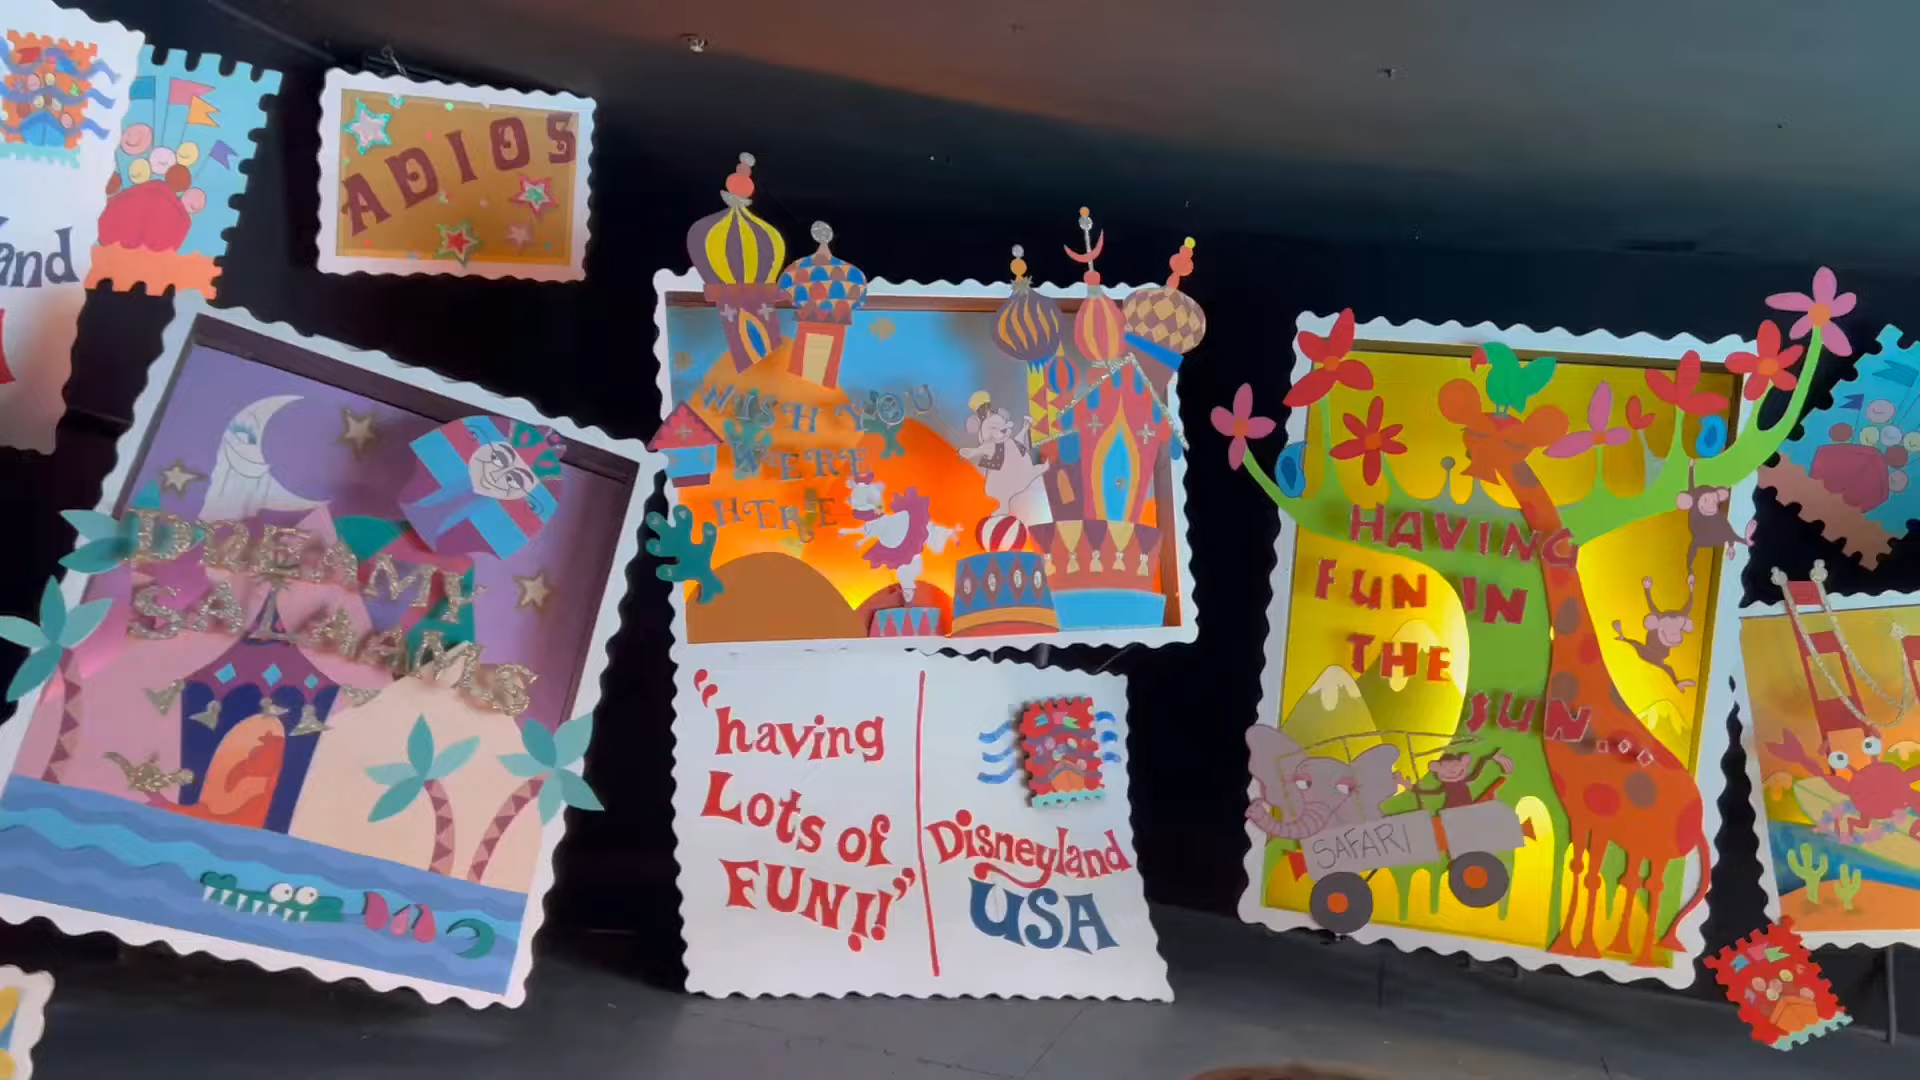 and
ADIOS
DREAMY
SALAAMS
WISH YOU
WERE
HERE
"having
Lots of
FUN!!"
Disneyland
USA
HAVING
FUN IN
THE
SUN...
SAFARI